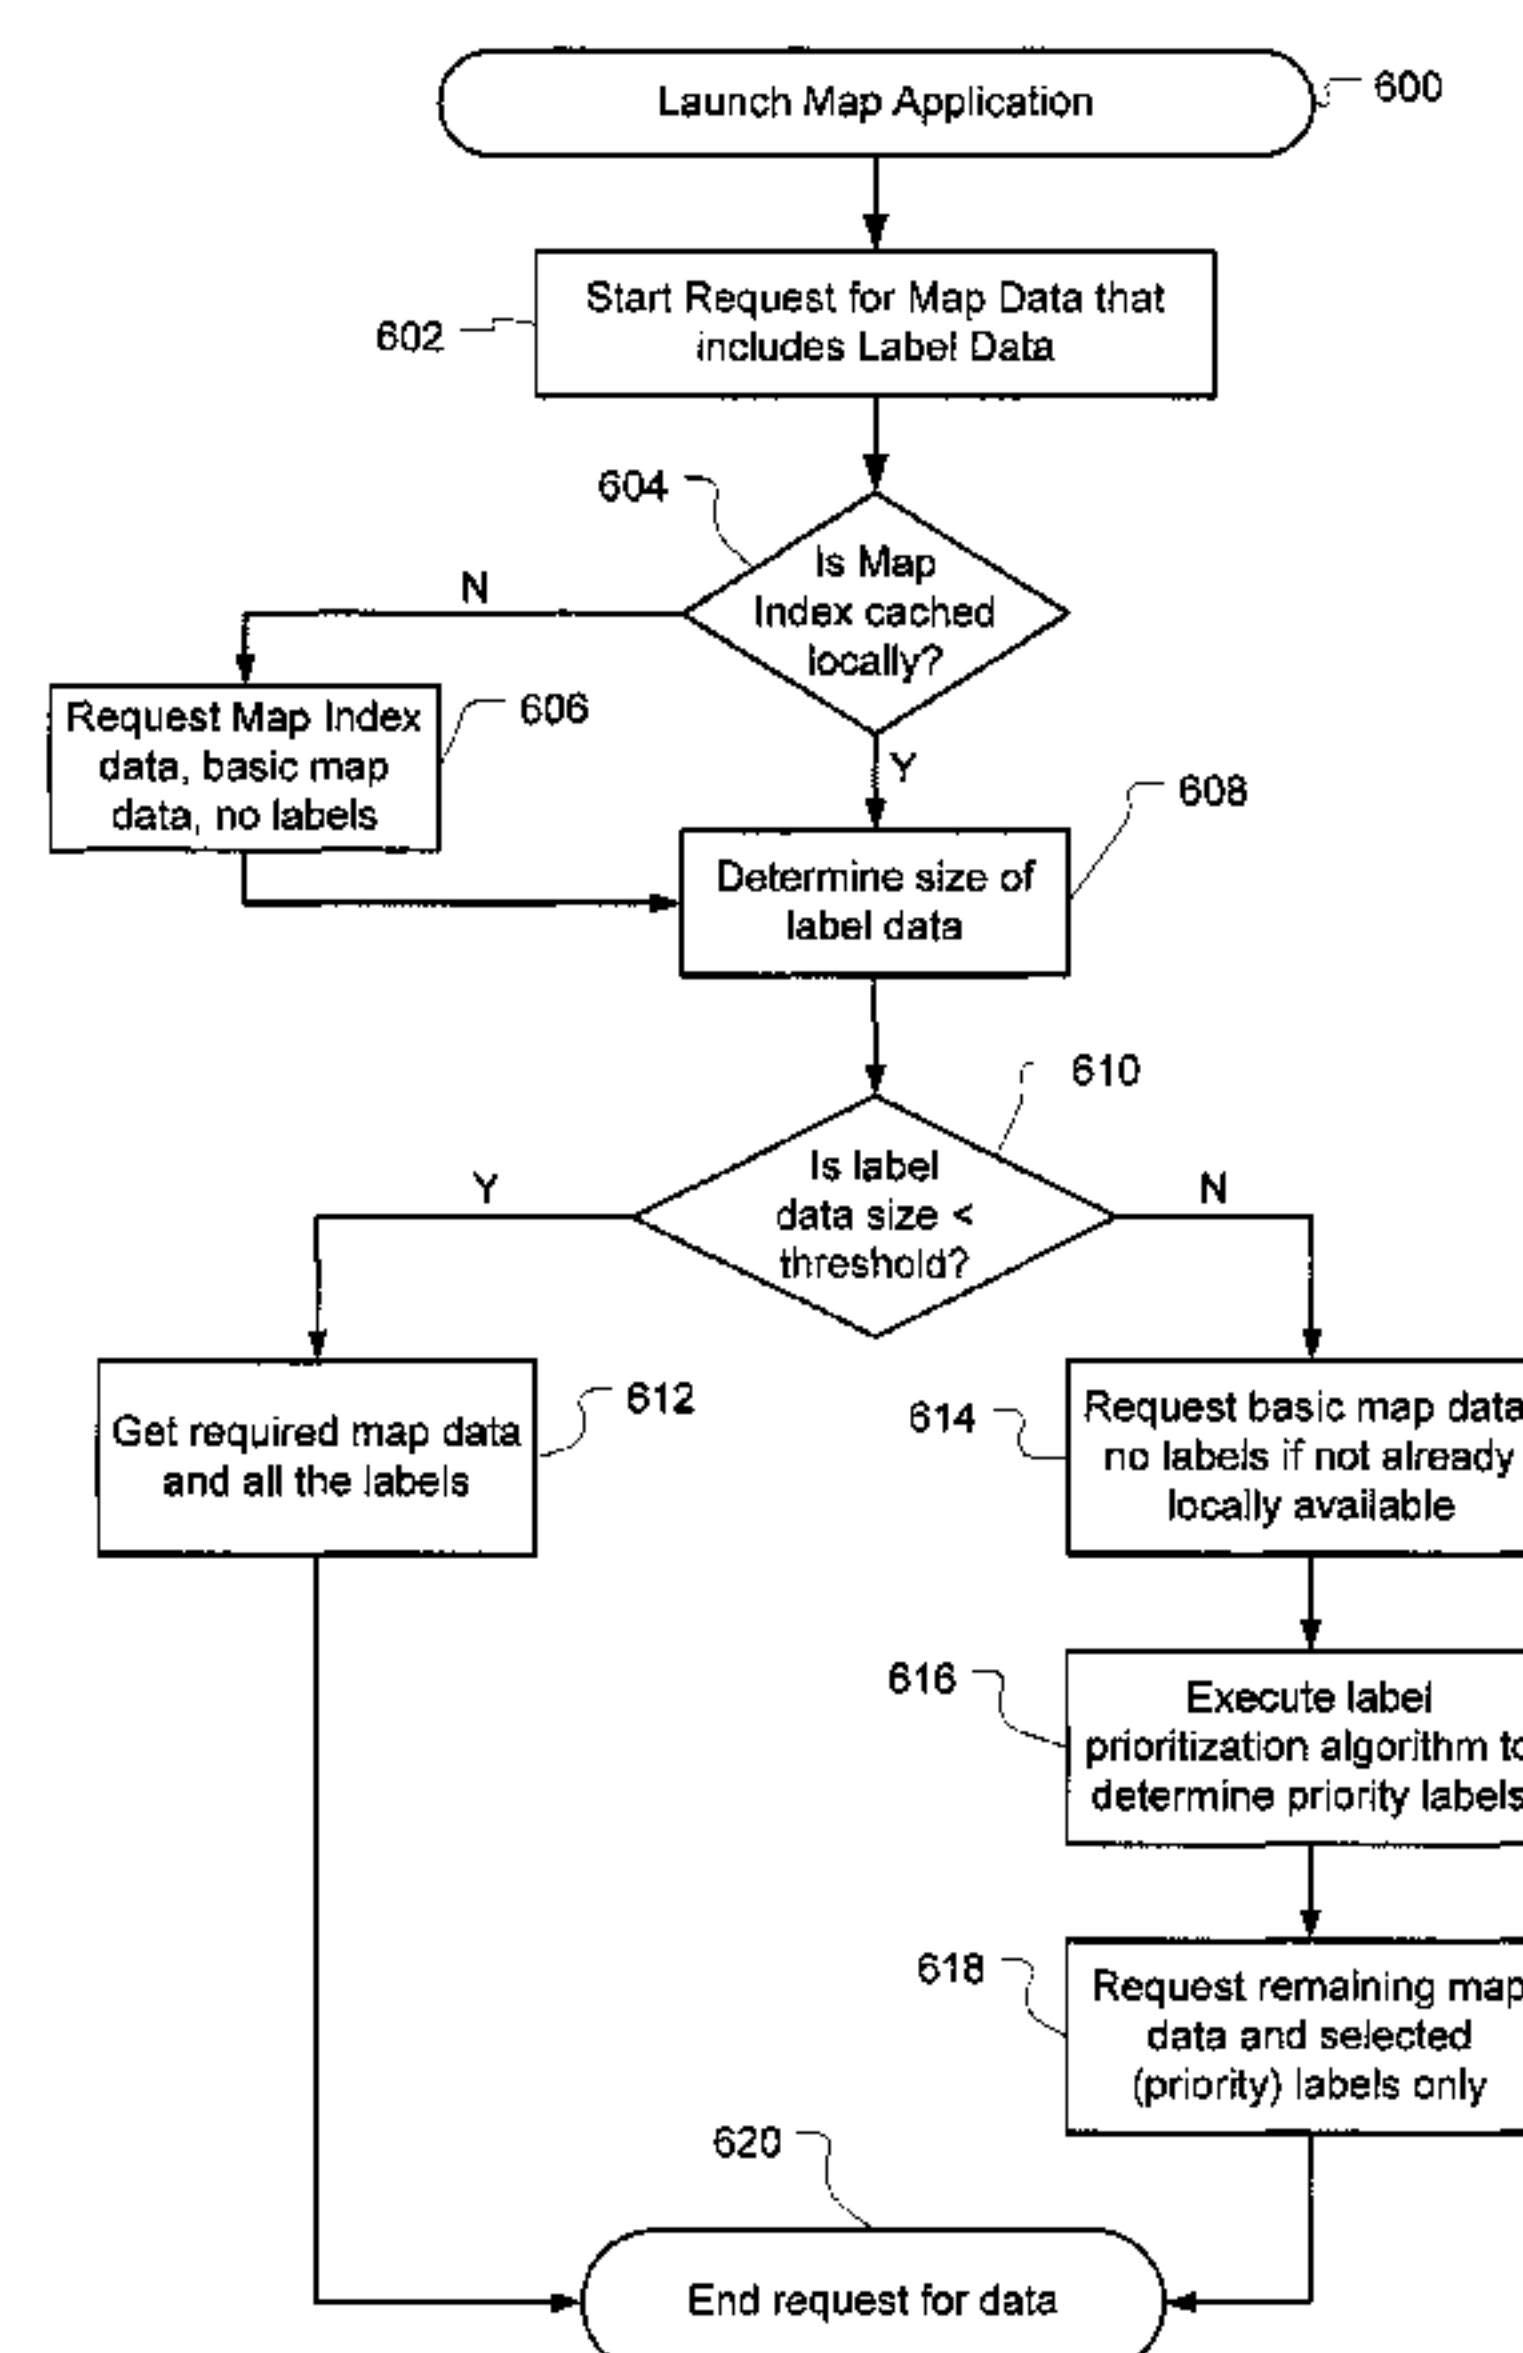 Launch Map Application
600
Start Request for Map Data that
includes Label Data
602
604
Is Map
Index cached
locally?
N
Y
Request Map Index
data, basic map
data, no labels
606
608
Determine size of
label data
610
Is label
data size <
threshold?
Y
N
Get required map data
and all the labels
612
614
Request basic map data
no labels if not already
locally available
616
Execute label
prioritization algorithm to
determine priority labels
618
Request remaining map
data and selected
(priority) labels only
620
End request for data